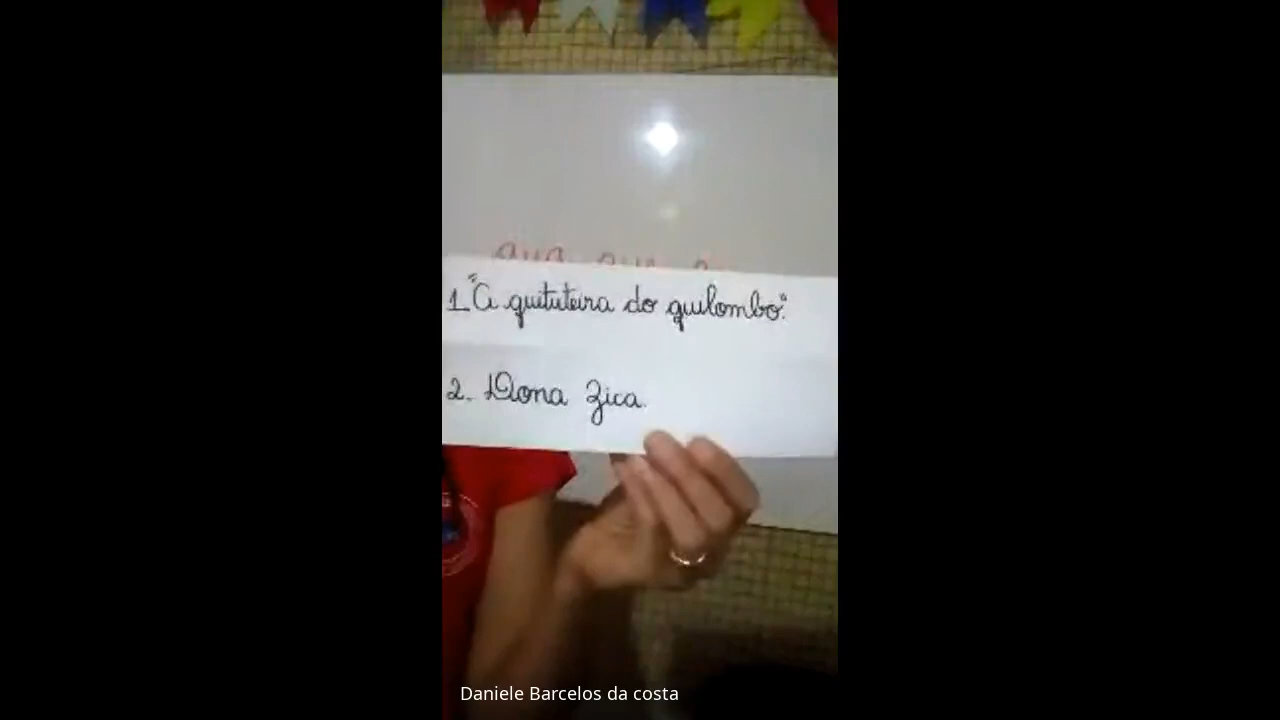 1. "A quituteira do quilombo".
2. Dona Zica.
Daniele Barcelos da costa